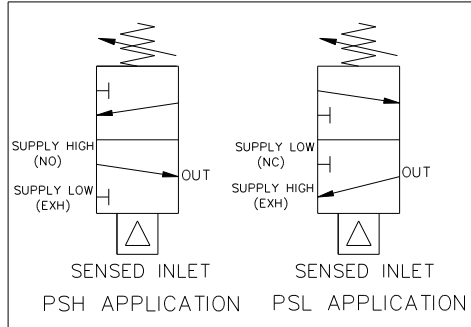 SUPPLY HIGH
(NO)
OUT
SUPPLY LOW
(EXH)
SENSED INLET
PSH APPLICATION
SUPPLY LOW
(NC)
OUT
SUPPLY HIGH
(EXH)
SENSED INLET
PSL APPLICATION